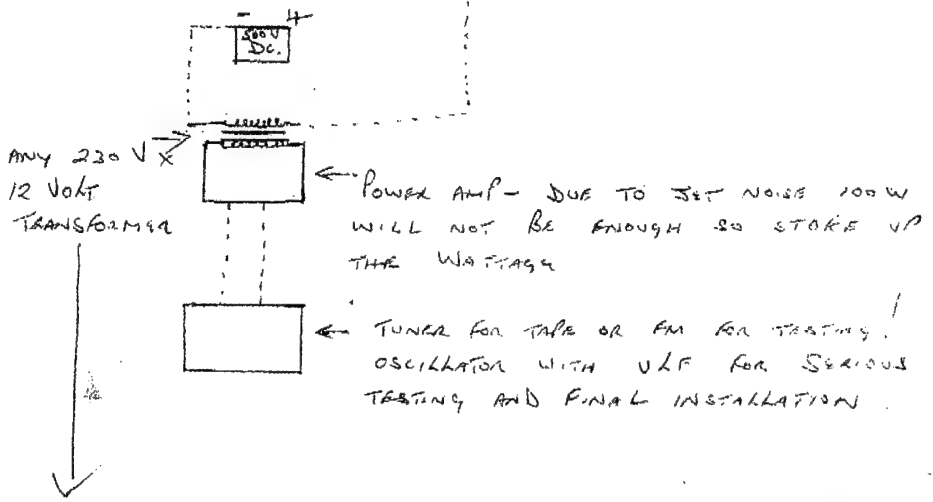 - +
500V
DC.
ANY 230 V X
12 VOLT
TRANSFORMER
POWER AMP - DUE TO JET NOISE 100W
WILL NOT BE ENOUGH SO STOKE UP
THE WATTAGE
TUNER FOR TAPE OR FM FOR TESTING!
OSCILLATOR WITH VLF FOR SERIOUS
TESTING AND FINAL INSTALLATION.